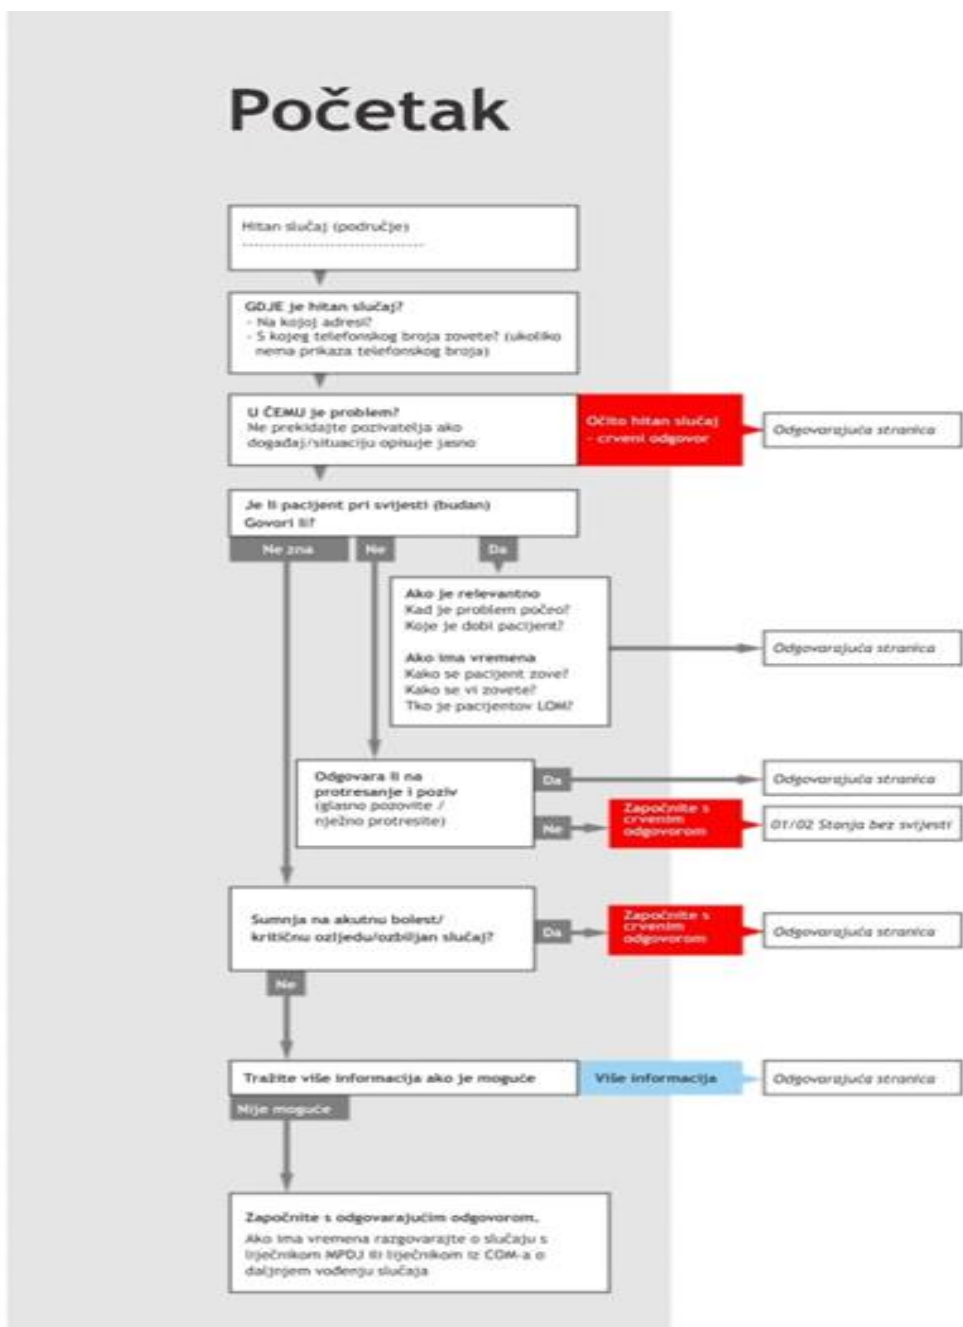 Početak
Hitan slučaj (područje)
------------------------------
GDJE je hitan slučaj?
- Na kojoj adresi?
- S kojeg telefonskog broja zovete? (ukoliko
nema prikaza telefonskog broja)
U ČEMU je problem?
Ne prekidajte pozivatelja ako
događaj/situaciju opisuje jasno
Očito hitan slučaj
- crveni odgovor
Odgovarajuća stranica
Je li pacijent pri svijesti (budan)
Govori li?
Ne zna
Ne
Da
Ako je relevantno
Kad je problem počeo?
Koje je dobi pacijent?
Ako ima vremena
Kako se pacijent zove?
Kako se vi zovete?
Tko je pacijentov LOM?
Odgovarajuća stranica
Odgovara li na
protresanje i poziv
(glasno pozovite /
nježno protresite)
Da
Odgovarajuća stranica
Ne
Započnite s
crvenim
odgovorom
01/02 Stanja bez svijesti
Sumnja na akutnu bolest/
kritičnu ozljedu/ozbiljan slučaj?
Da
Započnite s
crvenim
odgovorom
Odgovarajuća stranica
Ne
Tražite više informacija ako je moguće
Više informacija
Odgovarajuća stranica
Nije moguće
Započnite s odgovarajućim odgovorom.
Ako ima vremena razgovarajte o slučaju s
liječnikom MPDJ ili liječnikom iz COM-a o
daljnjem vođenju slučaja